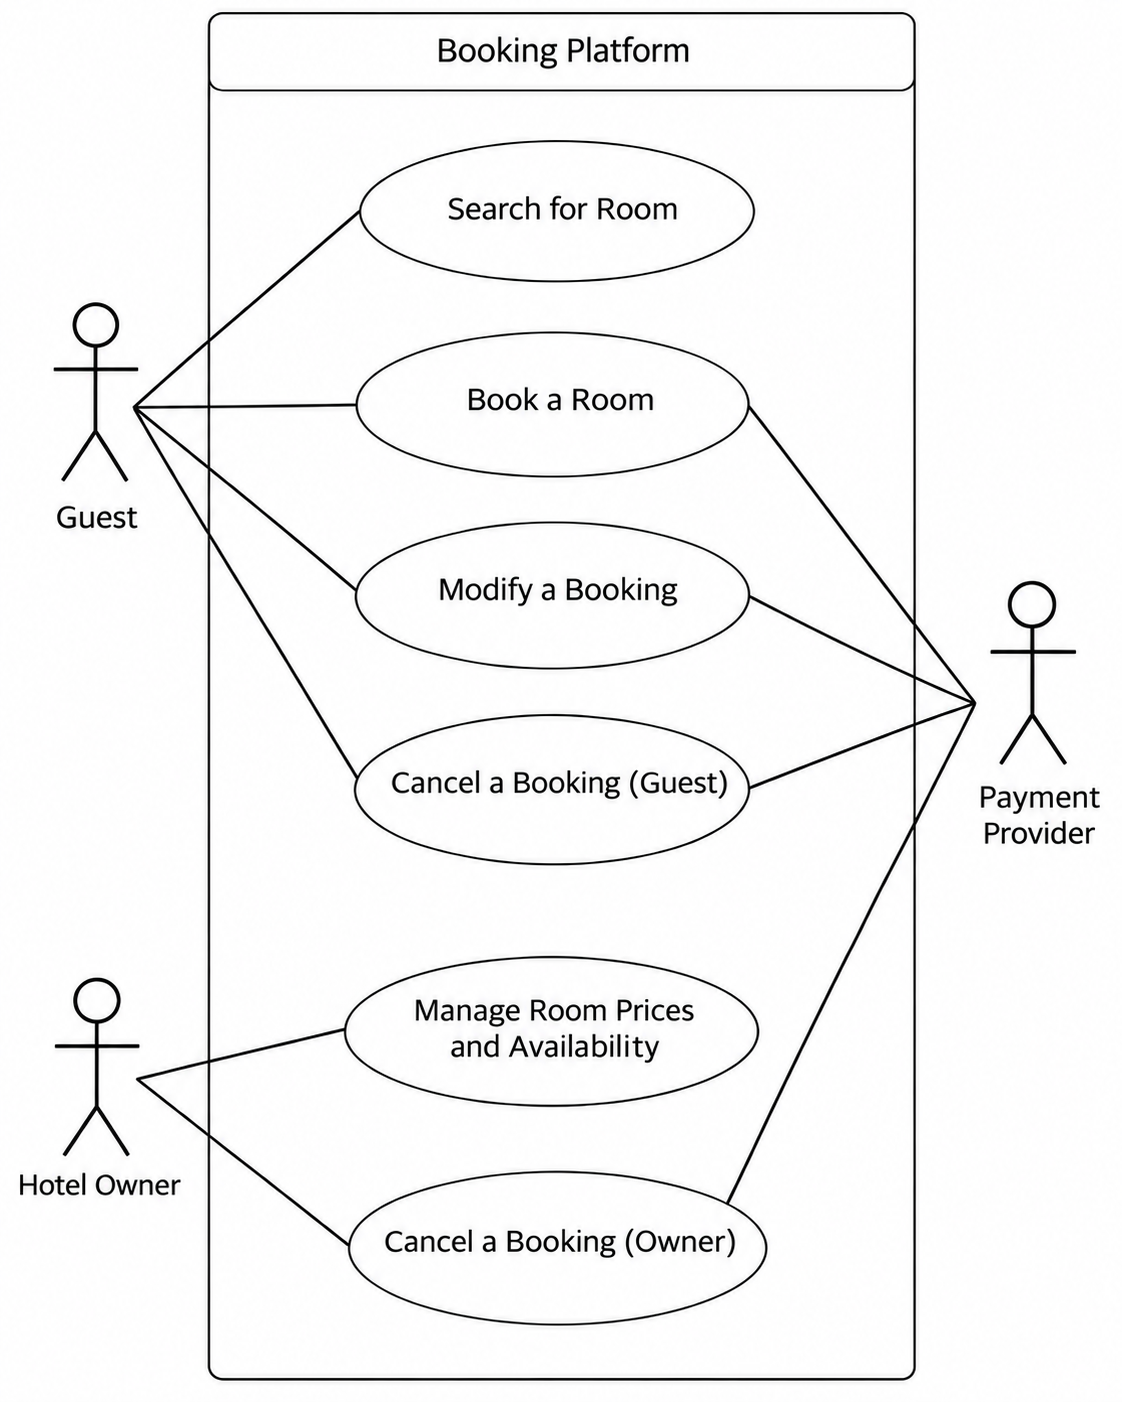 Booking Platform
Search for Room
Book a Room
Guest
Modify a Booking
Cancel a Booking (Guest)
Payment
Provider
Manage Room Prices
and Availability
Hotel Owner
Cancel a Booking (Owner)